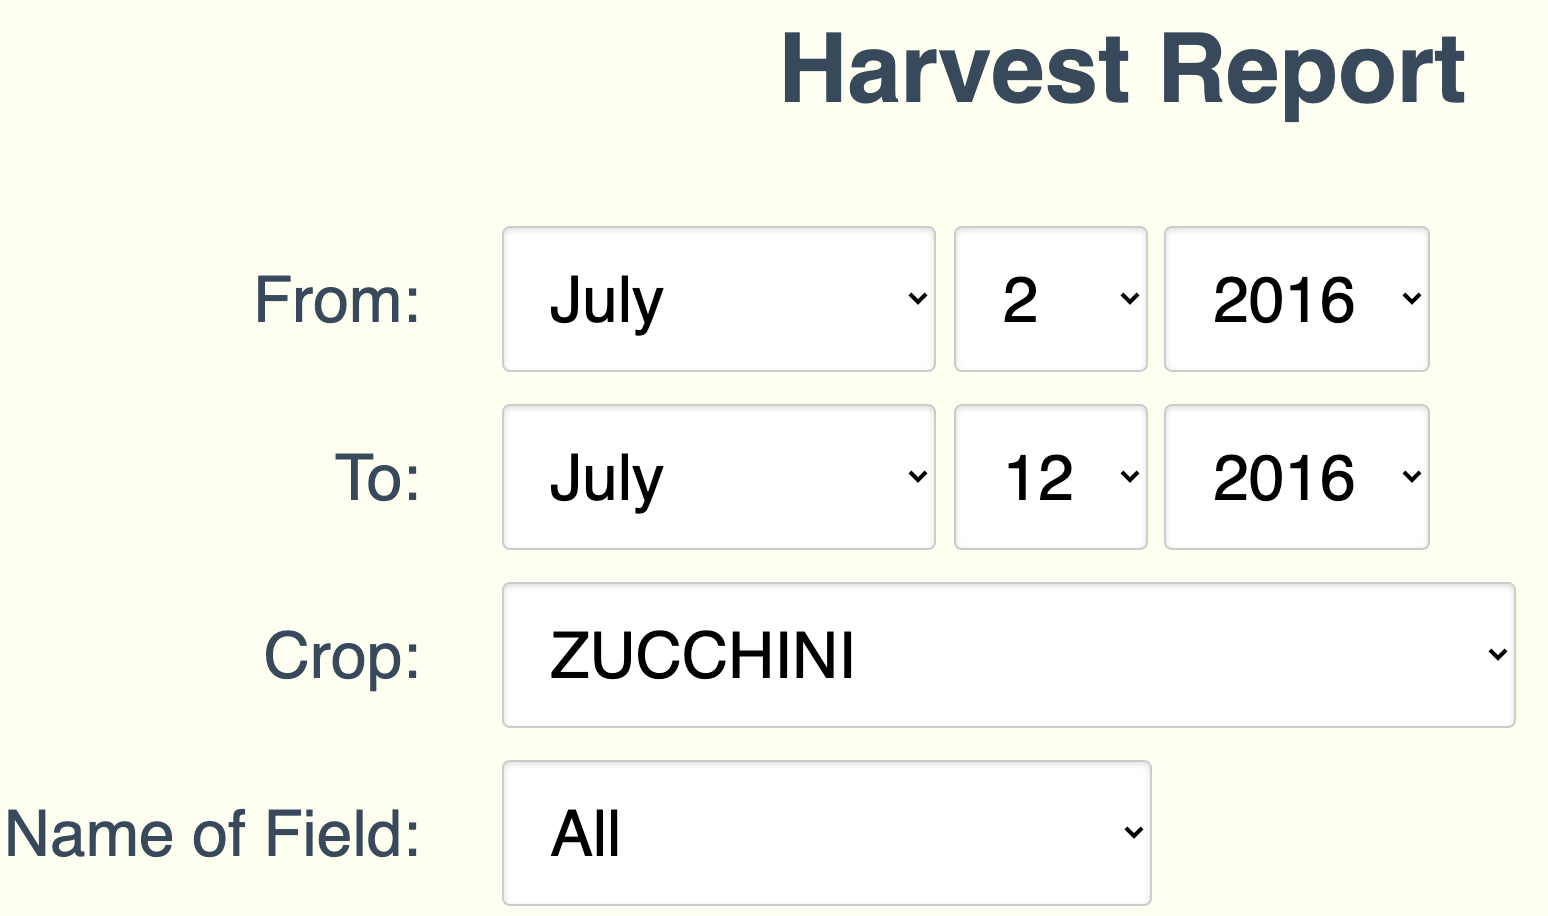 Harvest Report
From: July 2 2016
To: July 12 2016
Crop: ZUCCHINI
Name of Field: All